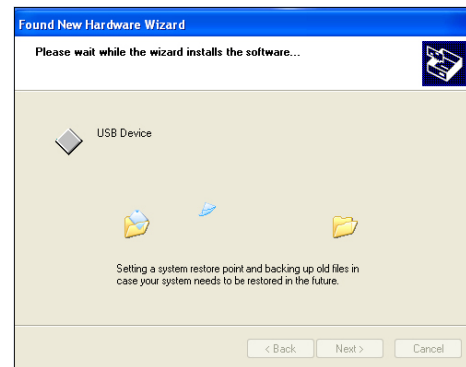 Found New Hardware Wizard
Please wait while the wizard installs the software...
USB Device
Setting a system restore point and backing up old files in
case your system needs to be restored in the future.
< Back Next > Cancel